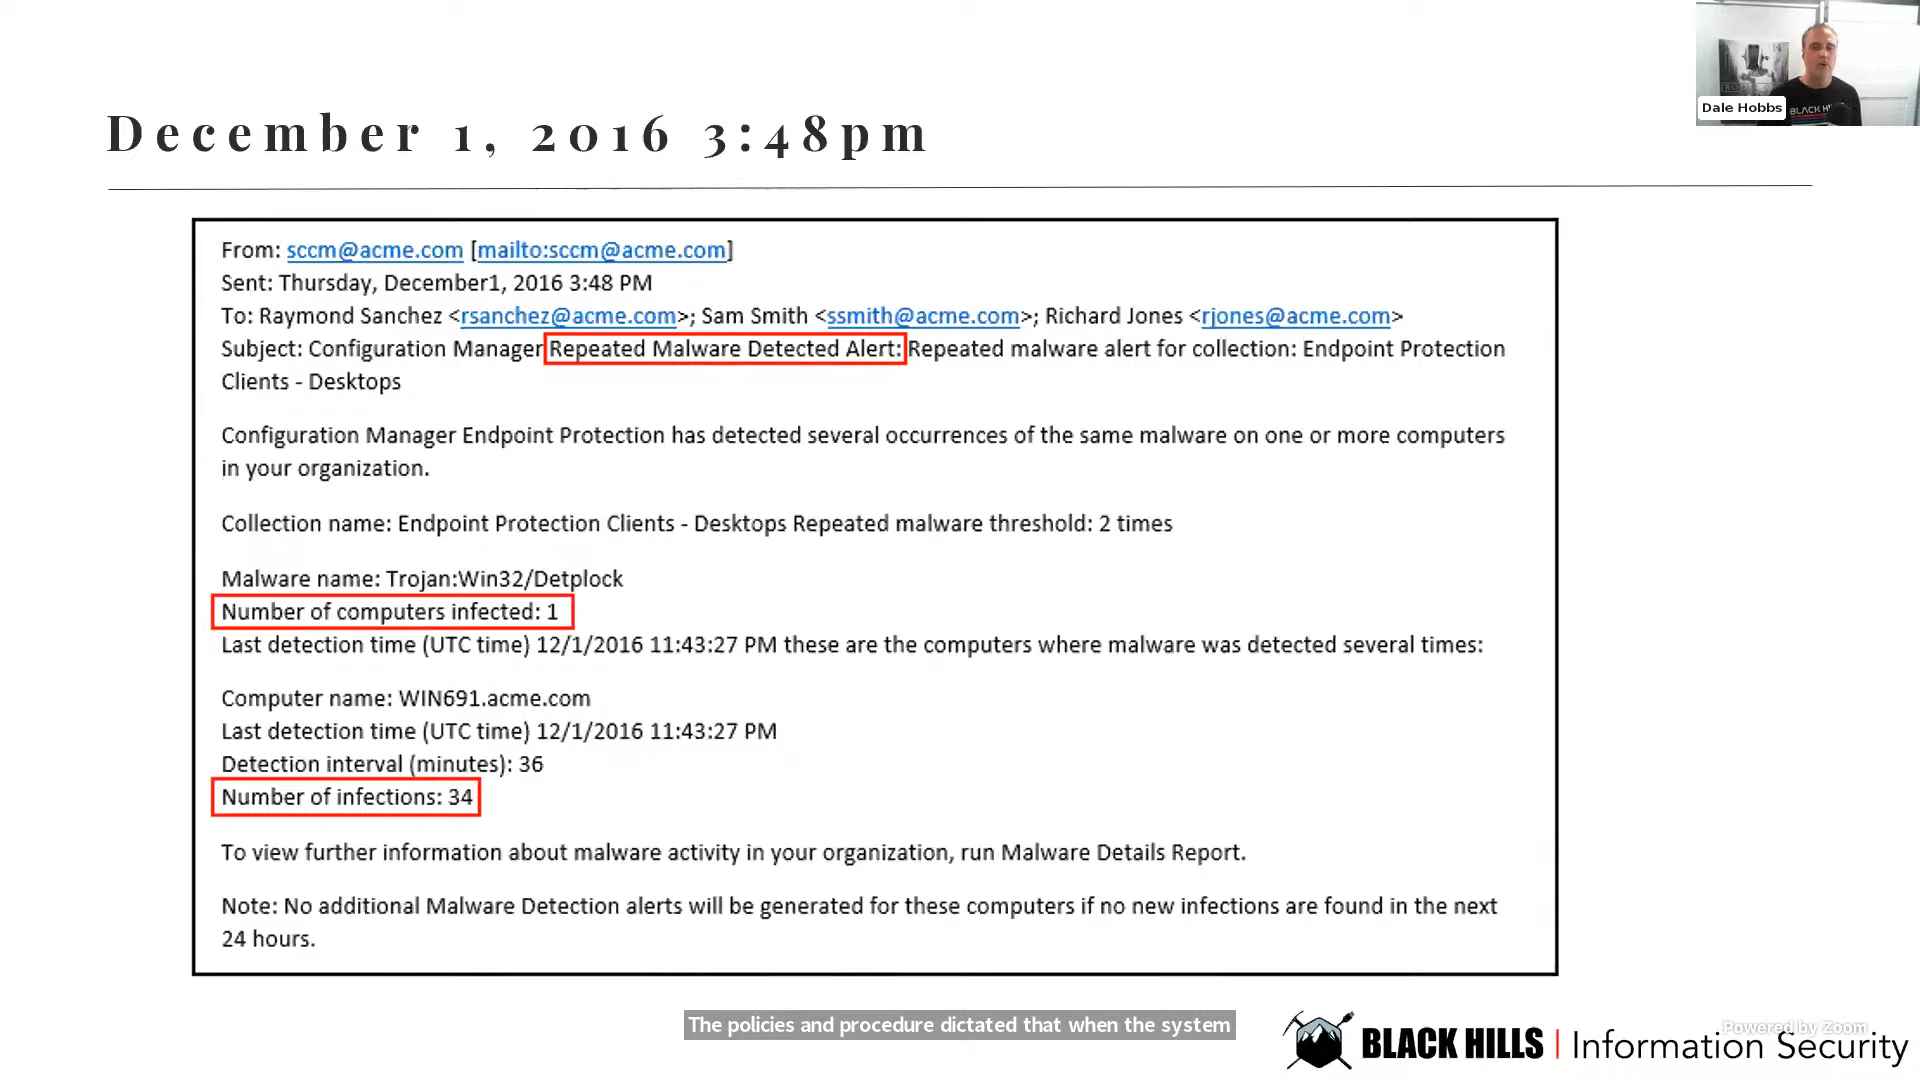 Dale Hobbs
BLACK H
December 1, 2016 3:48pm
From: sccm@acme.com [mailto:sccm@acme.com]
Sent: Thursday, December1, 2016 3:48 PM
To: Raymond Sanchez <rsanchez@acme.com>; Sam Smith <ssmith@acme.com>; Richard Jones <rjones@acme.com>
Subject: Configuration Manager Repeated Malware Detected Alert: Repeated malware alert for collection: Endpoint Protection
Clients - Desktops
Configuration Manager Endpoint Protection has detected several occurrences of the same malware on one or more computers
in your organization.
Collection name: Endpoint Protection Clients - Desktops Repeated malware threshold: 2 times
Malware name: Trojan:Win32/Detplock
Number of computers infected: 1
Last detection time (UTC time) 12/1/2016 11:43:27 PM these are the computers where malware was detected several times:
Computer name: WIN691.acme.com
Last detection time (UTC time) 12/1/2016 11:43:27 PM
Detection interval (minutes): 36
Number of infections: 34
To view further information about malware activity in your organization, run Malware Details Report.
Note: No additional Malware Detection alerts will be generated for these computers if no new infections are found in the next
24 hours.
The policies and procedure dictated that when the system
BLACK HILLS | Information Security
Powered by Zoom